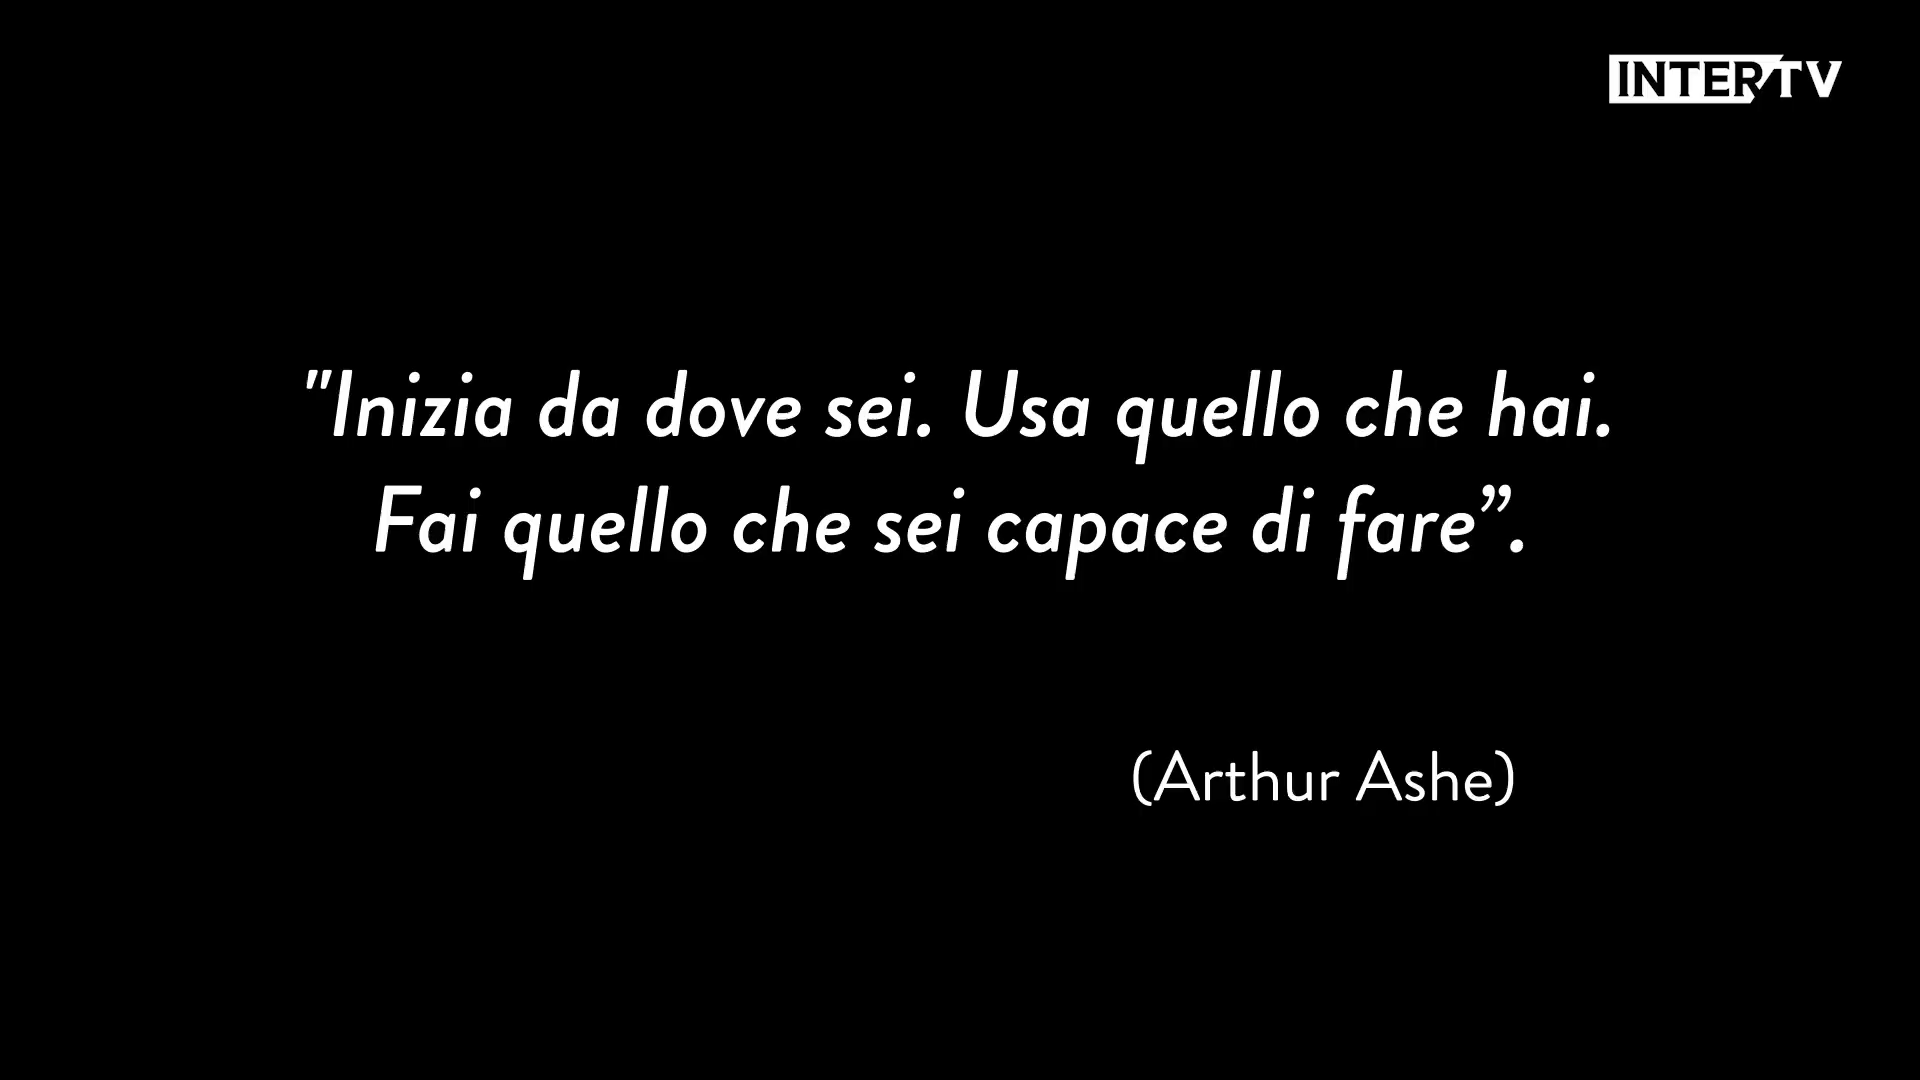 INTER TV
"Inizia da dove sei. Usa quello che hai.
Fai quello che sei capace di fare”.
(Arthur Ashe)